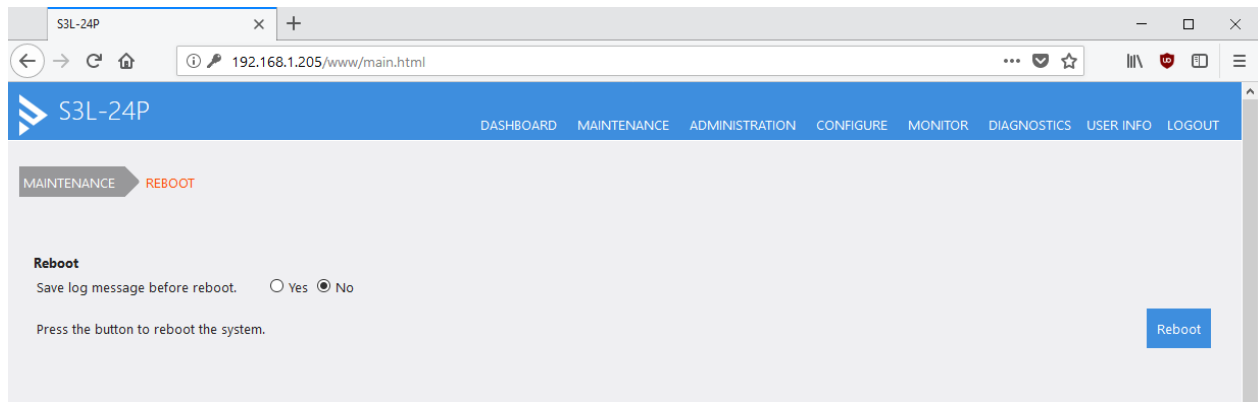 S3L-24P
192.168.1.205/www/main.html
S3L-24P
DASHBOARD MAINTENANCE ADMINISTRATION CONFIGURE MONITOR DIAGNOSTICS USER INFO LOGOUT
MAINTENANCE REBOOT
Reboot
Save log message before reboot. Yes No
Press the button to reboot the system. Reboot